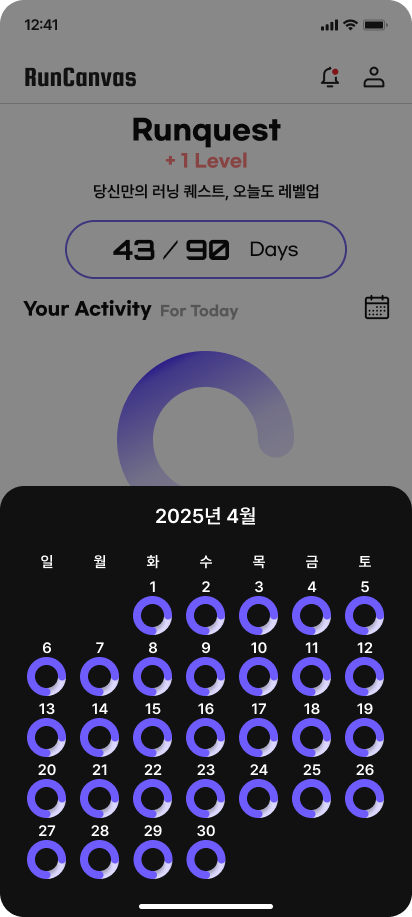 12:41
RunCanvas
Runquest
+ 1 Level
당신만의 러닝 퀘스트, 오늘도 레벨업
43 / 90 Days
Your Activity For Today
2025년 4월
일 월 화 수 목 금 토
1 2 3 4 5
6 7 8 9 10 11 12
13 14 15 16 17 18 19
20 21 22 23 24 25 26
27 28 29 30